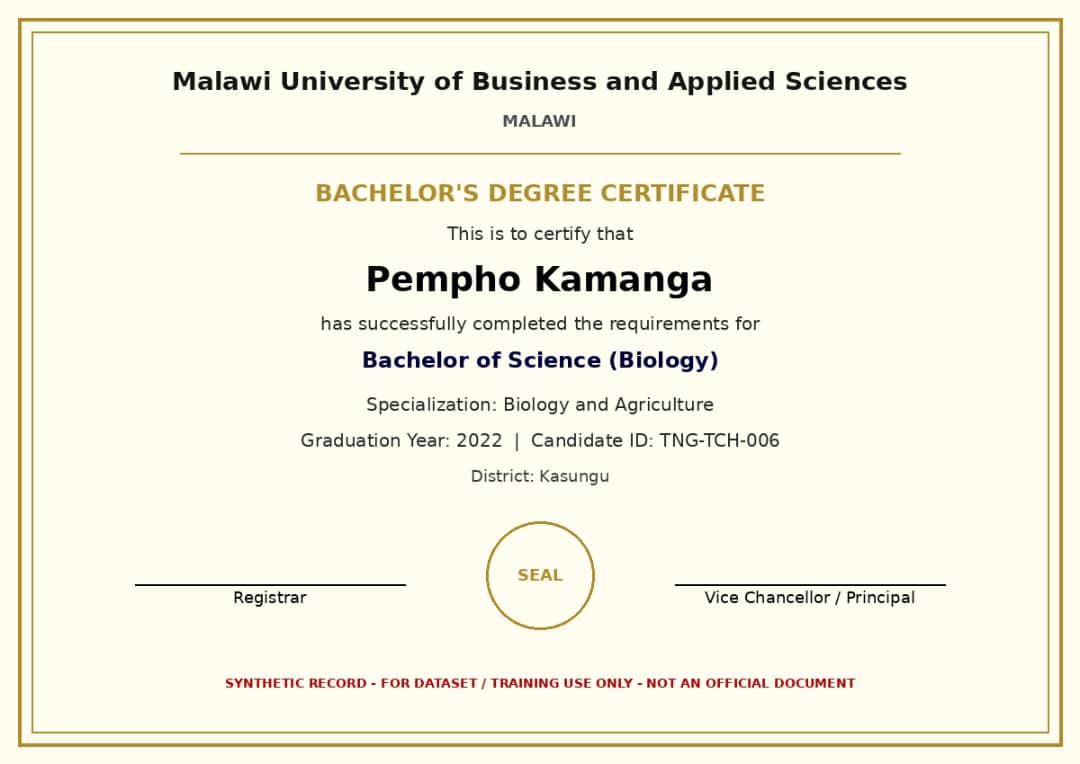 Malawi University of Business and Applied Sciences
MALAWI
BACHELOR'S DEGREE CERTIFICATE
This is to certify that
Pempho Kamanga
has successfully completed the requirements for
Bachelor of Science (Biology)
Specialization: Biology and Agriculture
Graduation Year: 2022 | Candidate ID: TNG-TCH-006
District: Kasungu
SEAL
Registrar
Vice Chancellor / Principal
SYNTHETIC RECORD - FOR DATASET / TRAINING USE ONLY - NOT AN OFFICIAL DOCUMENT